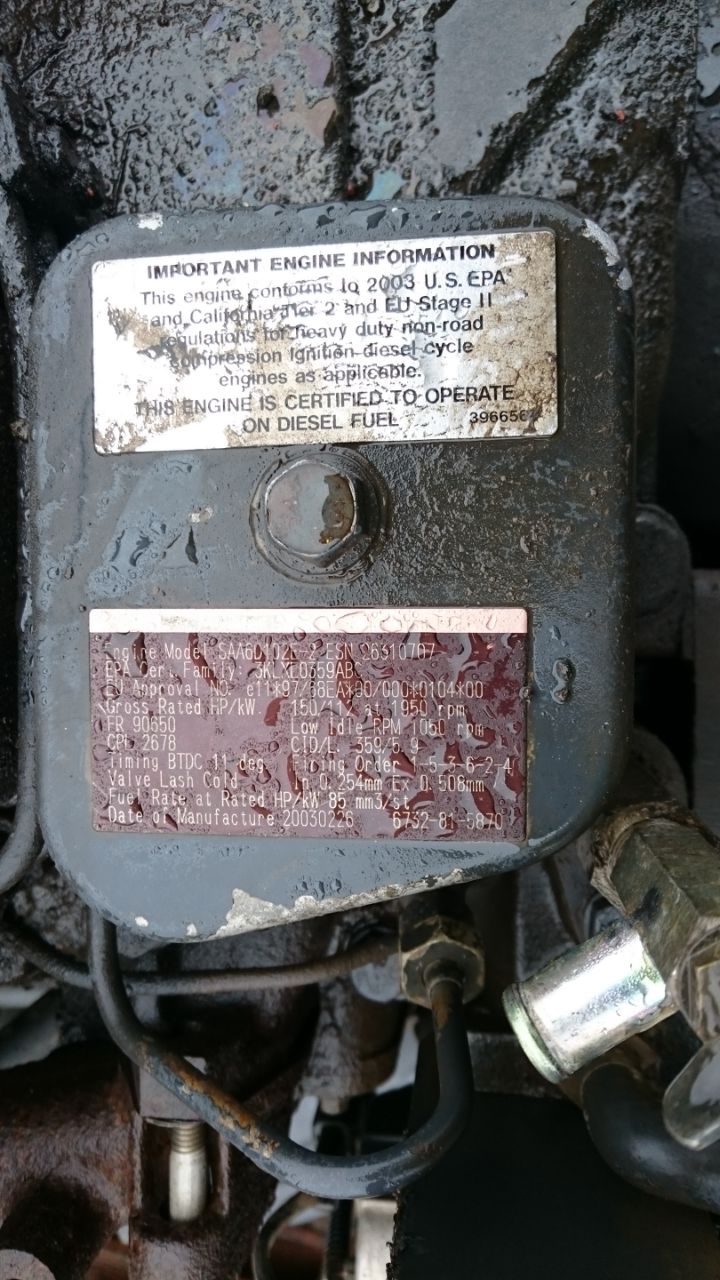 IMPORTANT ENGINE INFORMATION
This engine conforms to 2003 U.S. EPA
and California Tier 2 and EU Stage II
regulations for heavy duty non-road
compression ignition diesel cycle
engines as applicable.
THIS ENGINE IS CERTIFIED TO OPERATE
ON DIESEL FUEL 396656
Engine Model SAA6D102E-2 ESN 26310707
EPA Cert. Family: 3KLXL0359AB
EU Approval NO. e11*97/68EA*00/000*0104*00
Gross Rated HP/kW 150/112 at 1950 rpm
FR 90650 Low Idle RPM 1050 rpm
CPL 2678 CID/L: 359/5.9
Timing BTDC 11 deg. Firing Order 1-5-3-6-2-4
Valve Lash Cold In 0.254mm Ex 0.508mm
Fuel Rate at Rated HP/kW 85 mm3/st
Date of Manufacture 20030226 6732-81-5870